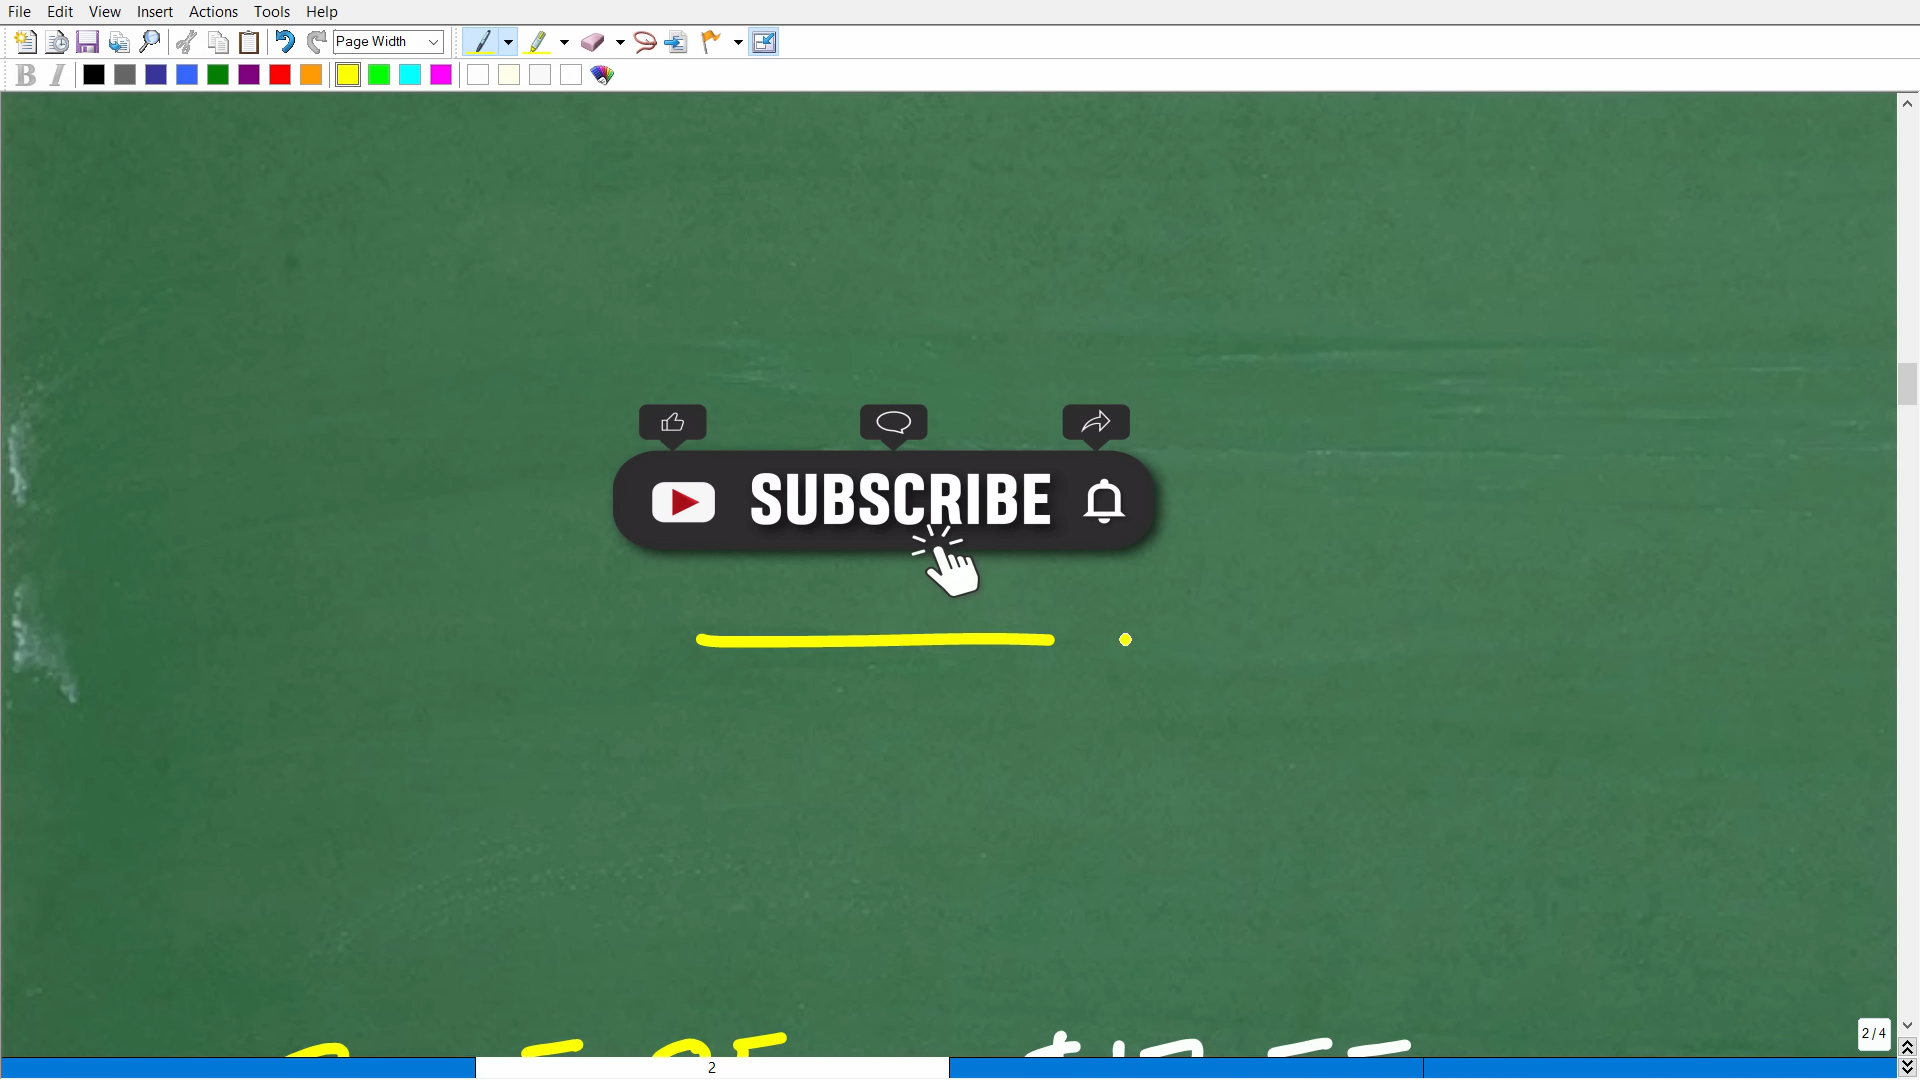 File Edit View Insert Actions Tools Help
Page Width
B I
SUBSCRIBE
2 / 4
2